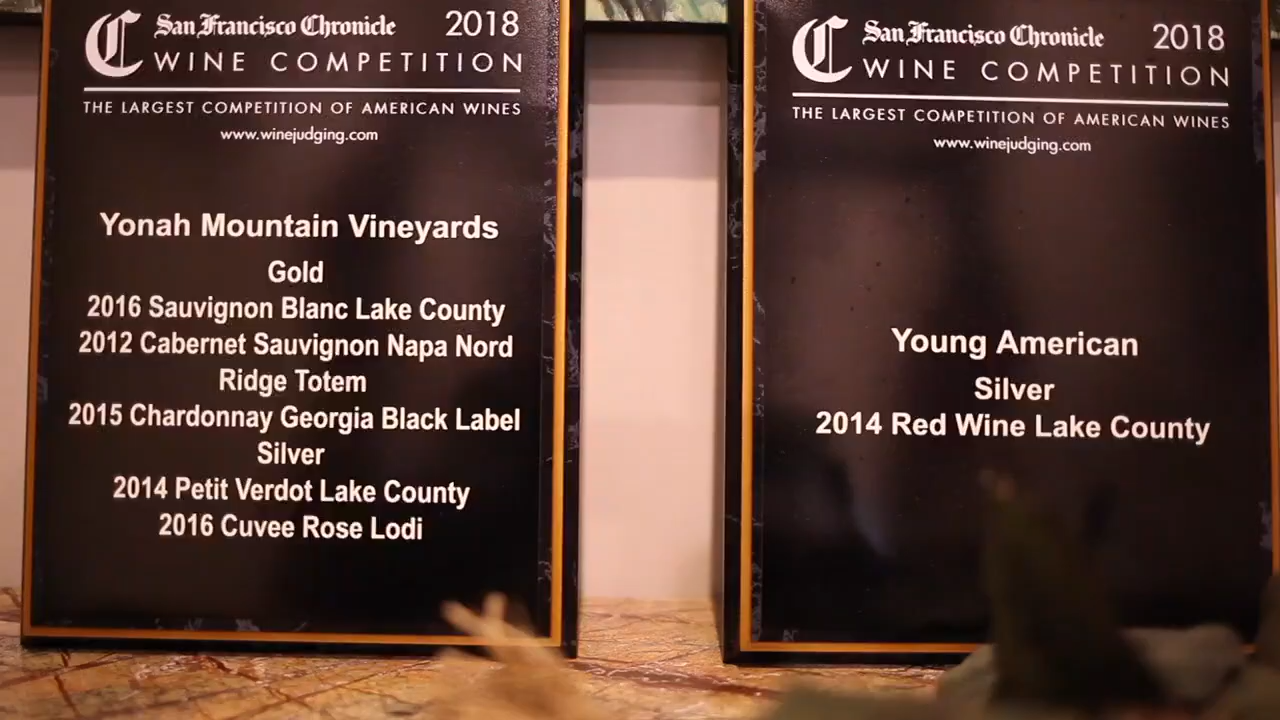 San Francisco Chronicle 2018
WINE COMPETITION
THE LARGEST COMPETITION OF AMERICAN WINES
www.winejudging.com
Yonah Mountain Vineyards
Gold
2016 Sauvignon Blanc Lake County
2012 Cabernet Sauvignon Napa Nord
Ridge Totem
2015 Chardonnay Georgia Black Label
Silver
2014 Petit Verdot Lake County
2016 Cuvee Rose Lodi
San Francisco Chronicle 2018
WINE COMPETITION
THE LARGEST COMPETITION OF AMERICAN WINES
www.winejudging.com
Young American
Silver
2014 Red Wine Lake County